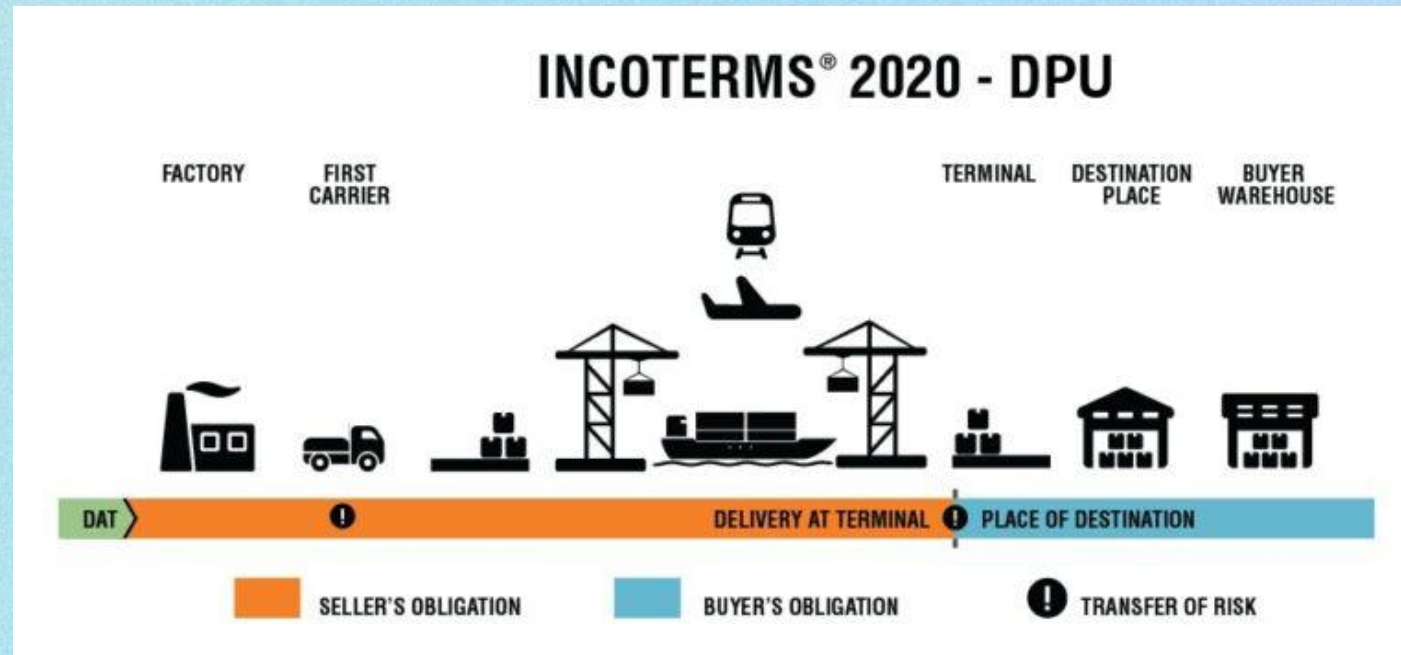 INCOTERMS® 2020 - DPU
FACTORY
FIRST
CARRIER
TERMINAL
DESTINATION
PLACE
BUYER
WAREHOUSE
DAT
!
DELIVERY AT TERMINAL ! PLACE OF DESTINATION
SELLER'S OBLIGATION
BUYER'S OBLIGATION
! TRANSFER OF RISK